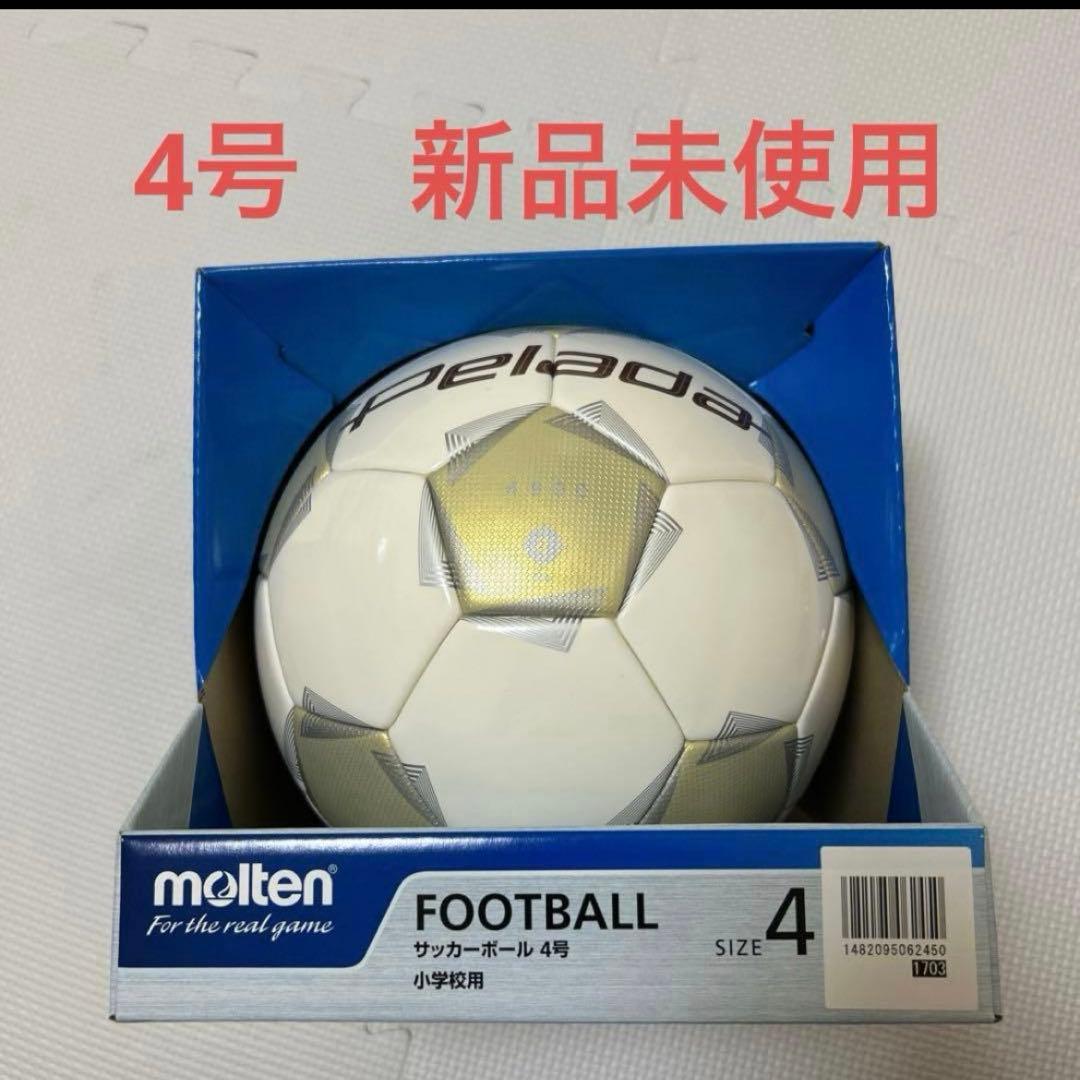 4号 新品未使用
pelada
molten®
For the real game
FOOTBALL
サッカーボール 4号
小学校用
SIZE 4
1482095062450
1703